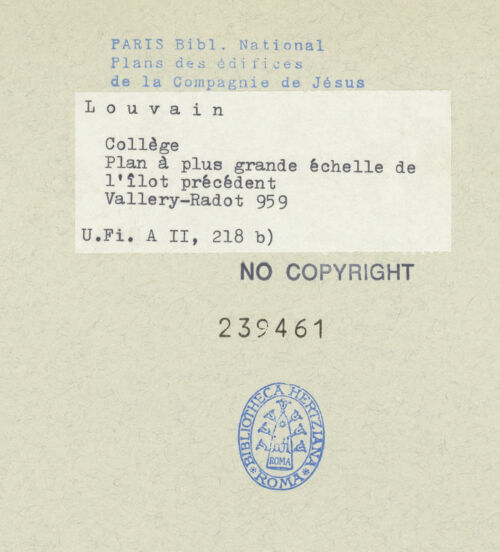 PARIS Bibl. National
Plans des édifices
de la Compagnie de Jésus
Louvain
Collège
Plan à plus grande échelle de
l'îlot précédent
Vallery-Radot 959
U.Fi. A II, 218 b)
NO COPYRIGHT
239461
BIBLIOTHECA HERTZIANA
ROMA
ROMA